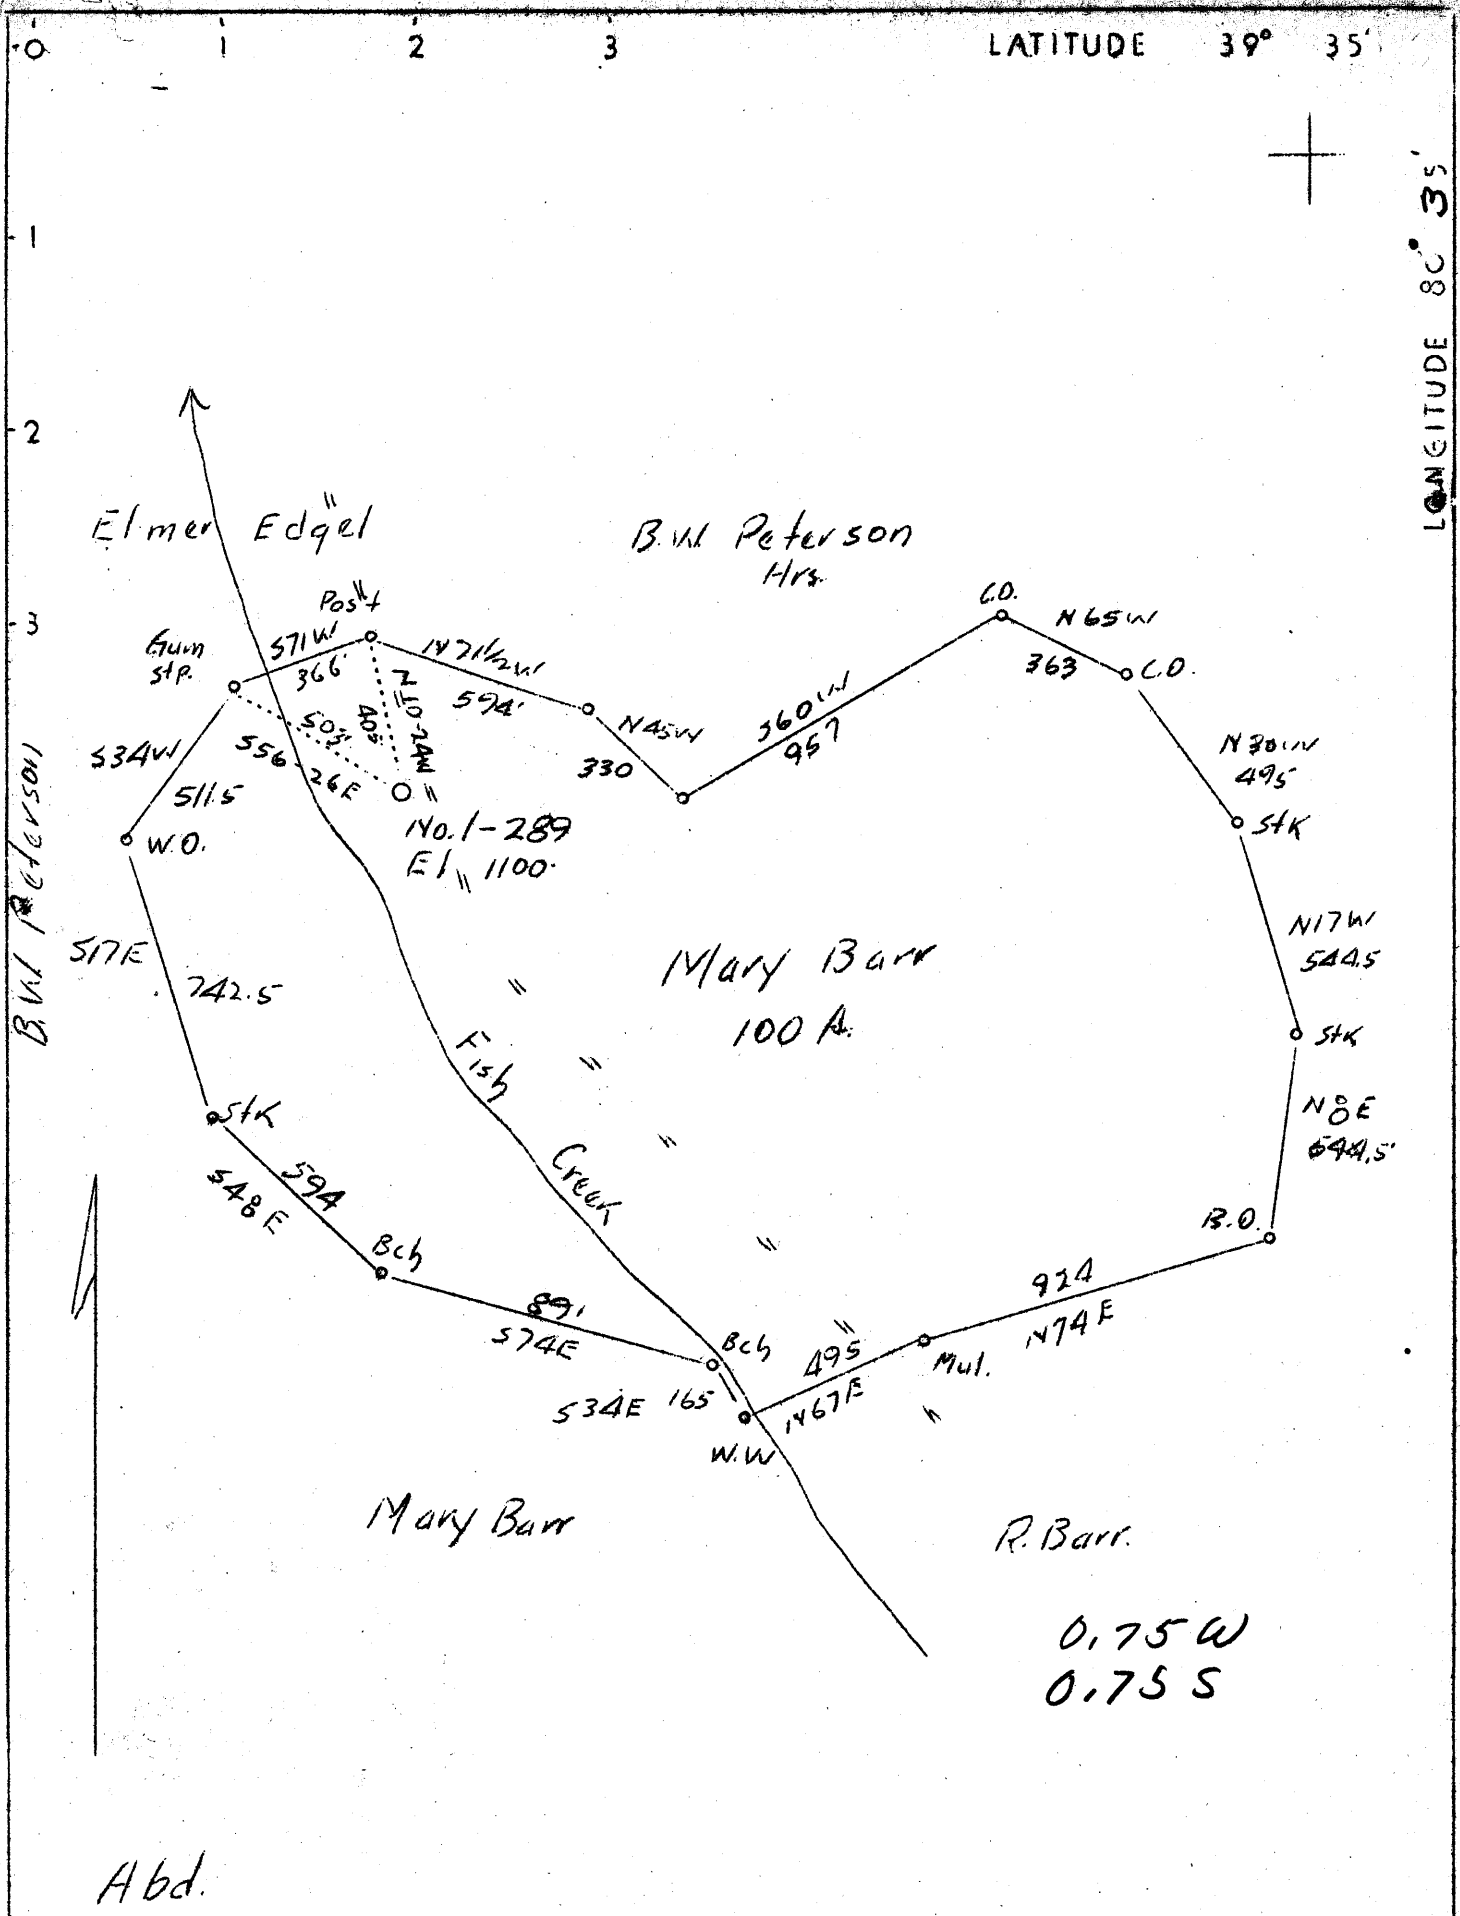 0 1 2 3 LATITUDE 39° 35'
LONGITUDE 80° 35'
1
2
3
Elmer Edgel
B.W. Peterson
Hrs.
Post
Gum
stp.
S71W
366'
N71½W
594'
N45W
330
S60W
957
C.O.
N65W
363
C.O.
N30W
495
Stk
N17W
544.5
Stk
N8E
544.5'
B.O.
924
N74E
Mul.
495
N67E
W.W
S34E 165
Bch
891
S74E
Bch
594
S48E
Stk
S17E
742.5
W.O.
S34W
511.5
503'
S56-26E
405'
N10-24W
No. 1-289
El 1100
B.W. Peterson
Mary Barr
100 A.
Fish
Creek
Mary Barr
R. Barr.
0.75 W
0.75 S
Abd.